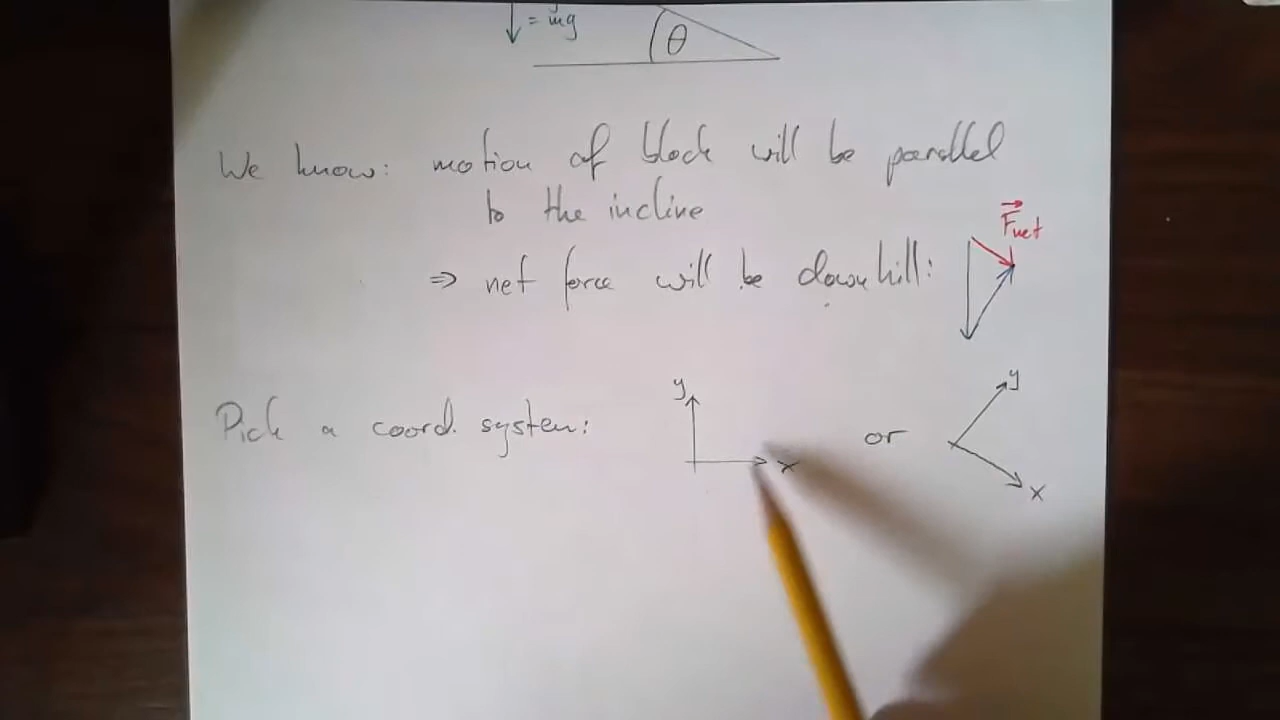 = mg
θ
We know: motion of block will be parallel
to the incline
F⃗net
⇒ net force will be downhill:
Pick a coord. system:
y
x
or
y
x